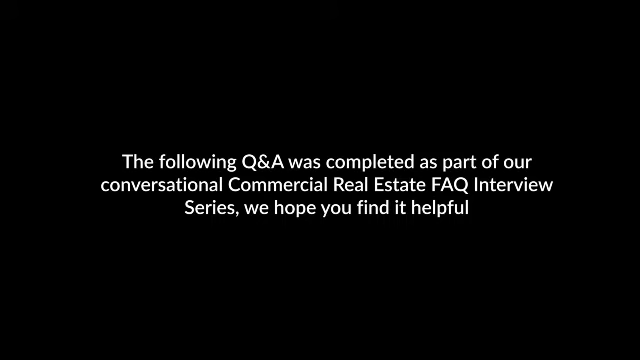 The following Q&A was completed as part of our
conversational Commercial Real Estate FAQ Interview
Series, we hope you find it helpful